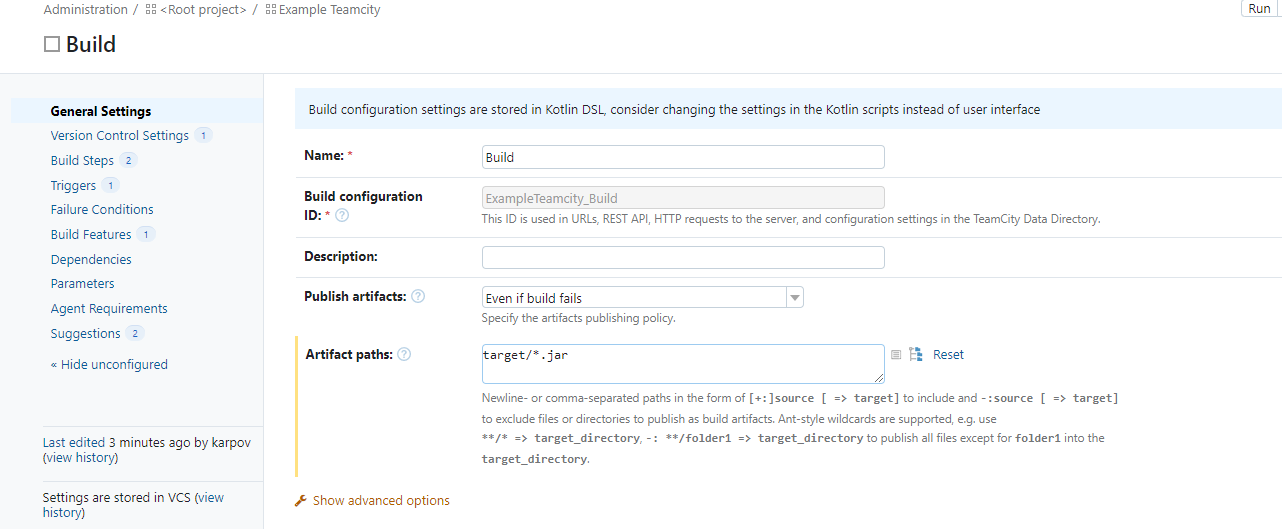 Administration / <Root project> / Example Teamcity
Run
Build
General Settings
Version Control Settings 1
Build Steps 2
Triggers 1
Failure Conditions
Build Features 1
Dependencies
Parameters
Agent Requirements
Suggestions 2
« Hide unconfigured
Last edited 3 minutes ago by karpov
(view history)
Settings are stored in VCS (view
history)
Build configuration settings are stored in Kotlin DSL, consider changing the settings in the Kotlin scripts instead of user interface
Name: *
Build
Build configuration
ID: * ?
ExampleTeamcity_Build
This ID is used in URLs, REST API, HTTP requests to the server, and configuration settings in the TeamCity Data Directory.
Description:
Publish artifacts: ?
Even if build fails
Specify the artifacts publishing policy.
Artifact paths: ?
target/*.jar
Reset
Newline- or comma-separated paths in the form of [+:]source [ => target] to include and -:source [ => target]
to exclude files or directories to publish as build artifacts. Ant-style wildcards are supported, e.g. use
**/* => target_directory, -: **/folder1 => target_directory to publish all files except for folder1 into the
target_directory.
Show advanced options